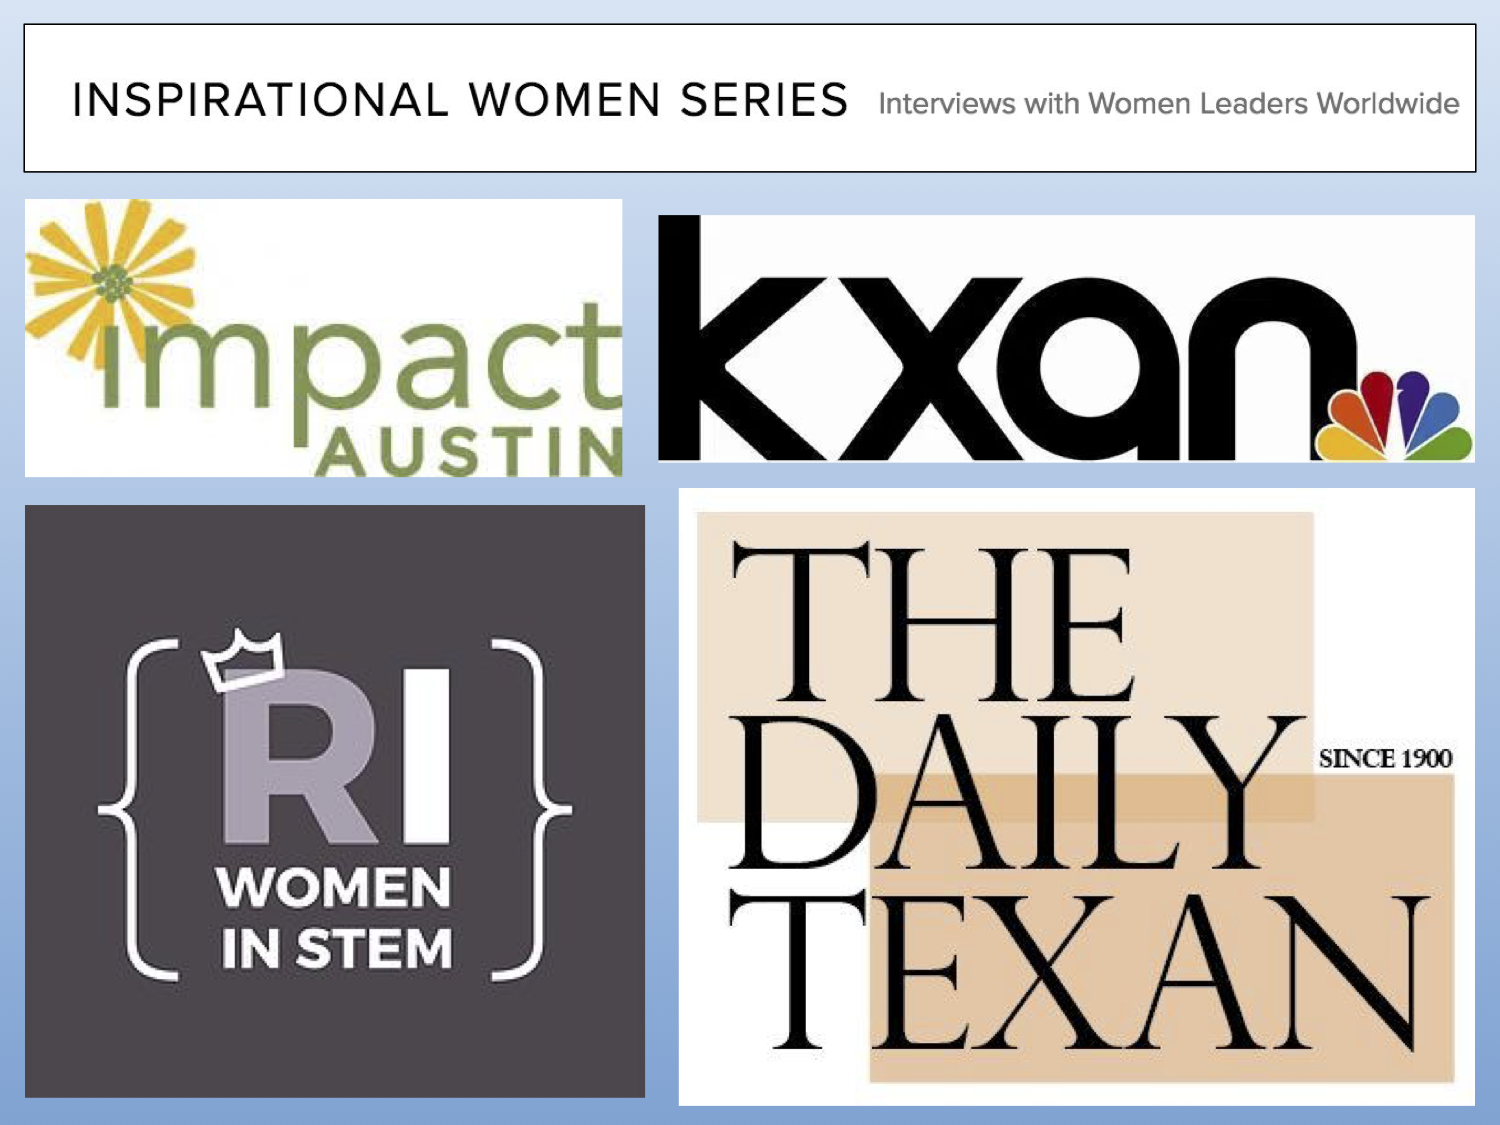 INSPIRATIONAL WOMEN SERIES Interviews with Women Leaders Worldwide
impact
AUSTIN
kxan
RI
WOMEN
IN STEM
THE
DAILY
SINCE 1900
TEXAN